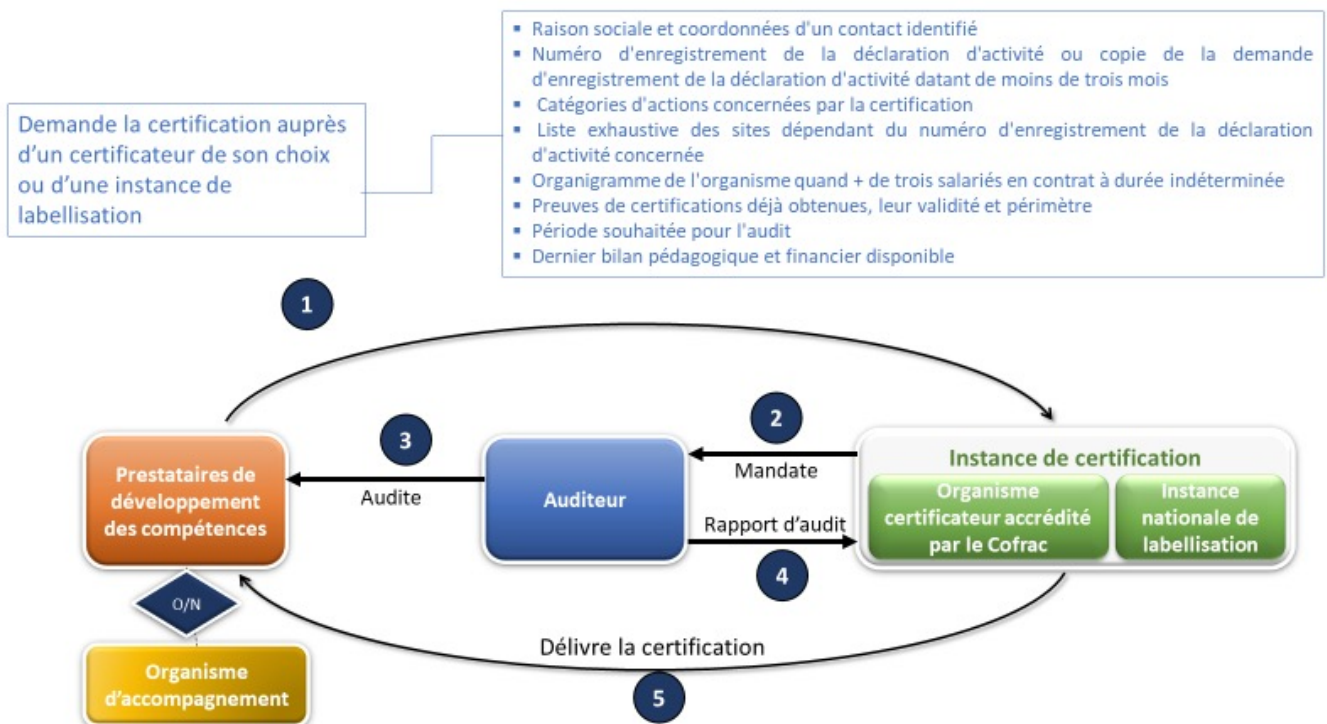 Demande la certification auprès
d'un certificateur de son choix
ou d'une instance de
labellisation
▪ Raison sociale et coordonnées d'un contact identifié
▪ Numéro d'enregistrement de la déclaration d'activité ou copie de la demande
d'enregistrement de la déclaration d'activité datant de moins de trois mois
▪ Catégories d'actions concernées par la certification
▪ Liste exhaustive des sites dépendant du numéro d'enregistrement de la déclaration
d'activité concernée
▪ Organigramme de l'organisme quand + de trois salariés en contrat à durée indéterminée
▪ Preuves de certifications déjà obtenues, leur validité et périmètre
▪ Période souhaitée pour l'audit
▪ Dernier bilan pédagogique et financier disponible
1
2
Mandate
3
Audite
Prestataires de
développement
des compétences
Auditeur
Instance de certification
Organisme
certificateur accrédité
par le Cofrac
Instance
nationale de
labellisation
Rapport d'audit
4
O/N
Organisme
d'accompagnement
Délivre la certification
5